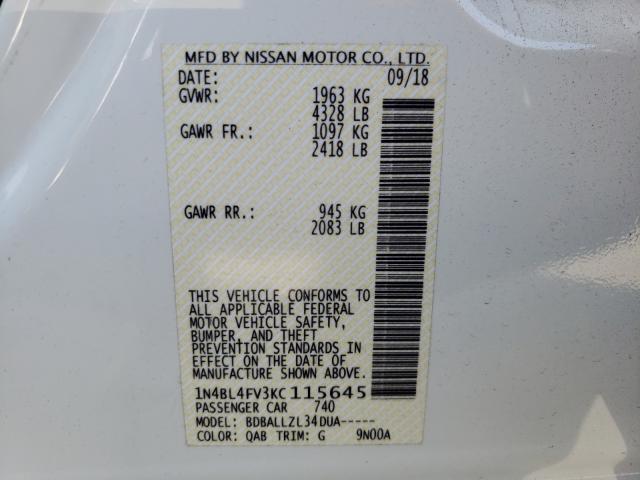 MFD BY NISSAN MOTOR CO., LTD.
DATE: 09/18
GVWR: 1963 KG
4328 LB
GAWR FR.: 1097 KG
2418 LB
GAWR RR.: 945 KG
2083 LB
THIS VEHICLE CONFORMS TO
ALL APPLICABLE FEDERAL
MOTOR VEHICLE SAFETY,
BUMPER, AND THEFT
PREVENTION STANDARDS IN
EFFECT ON THE DATE OF
MANUFACTURE SHOWN ABOVE.
1N4BL4FV3KC115645
PASSENGER CAR 740
MODEL: BDBALLZL34DUA-----
COLOR: QAB TRIM: G 9N00A